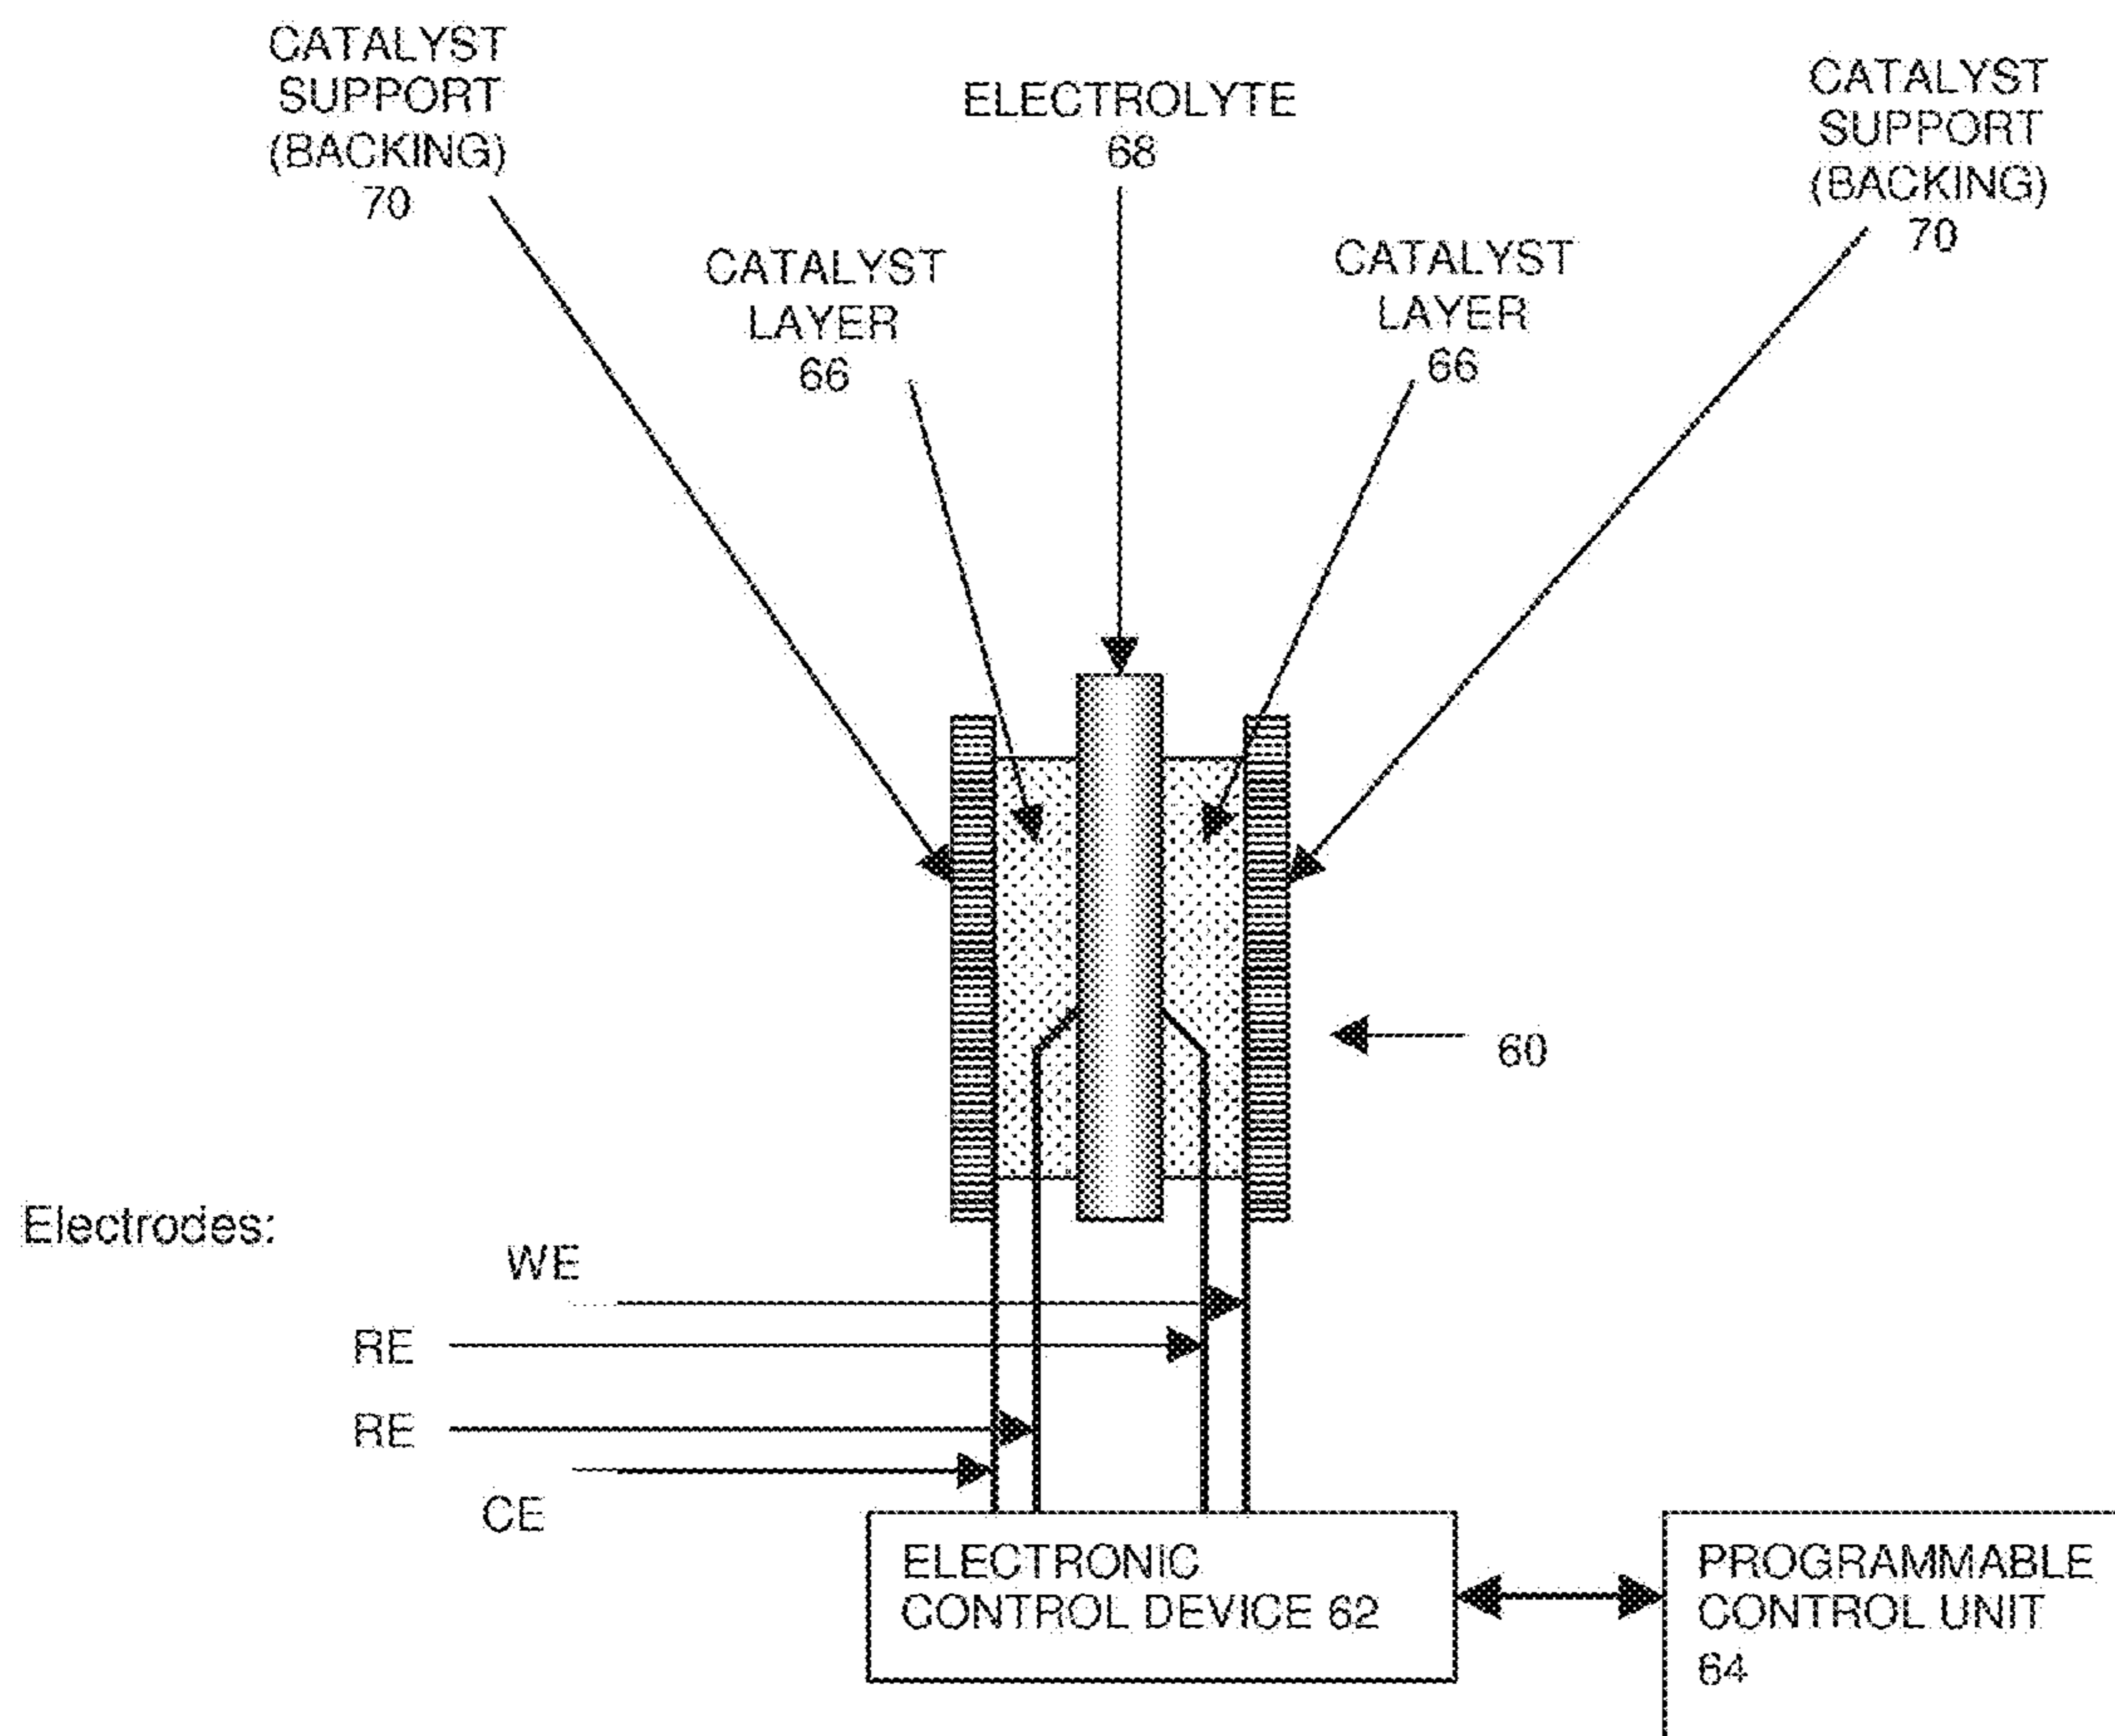 CATALYST
SUPPORT
(BACKING)
70
ELECTROLYTE
68
CATALYST
SUPPORT
(BACKING)
70
CATALYST
LAYER
66
CATALYST
LAYER
66
60
Electrodes:
WE
RE
RE
CE
ELECTRONIC
CONTROL DEVICE 62
PROGRAMMABLE
CONTROL UNIT
64